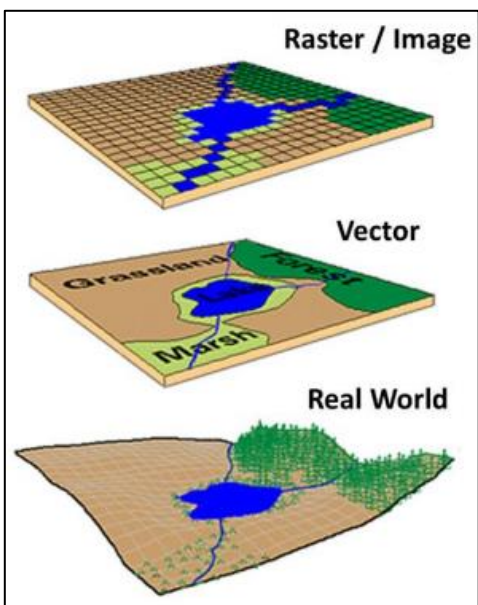 Raster / Image
Vector
Grassland
Forest
Lake
Marsh
Real World